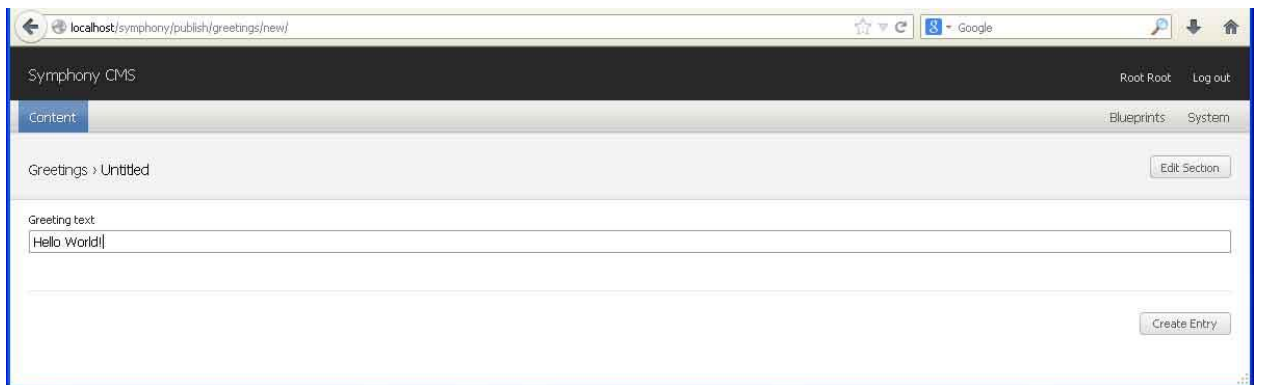 localhost/symphony/publish/greetings/new/ 8 Google
Symphony CMS Root Root Log out
Content Blueprints System
Greetings › Untitled Edit Section
Greeting text
Hello World!
Create Entry